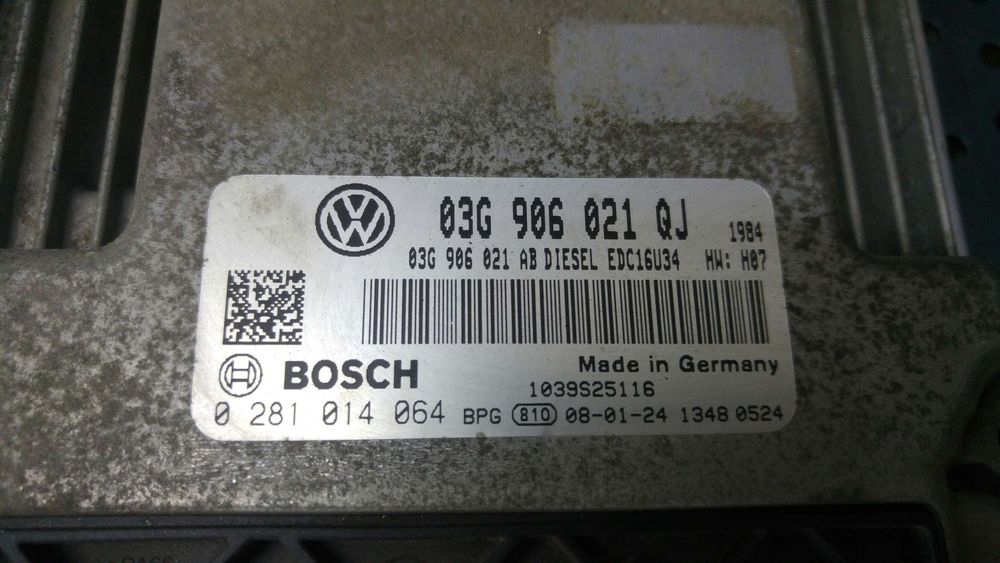 03G 906 021 QJ 1984
03G 906 021 AB DIESEL EDC16U34 HW: H07
BOSCH
Made in Germany
1039S25116
0 281 014 064 BPG 810 08-01-24 1348 0524